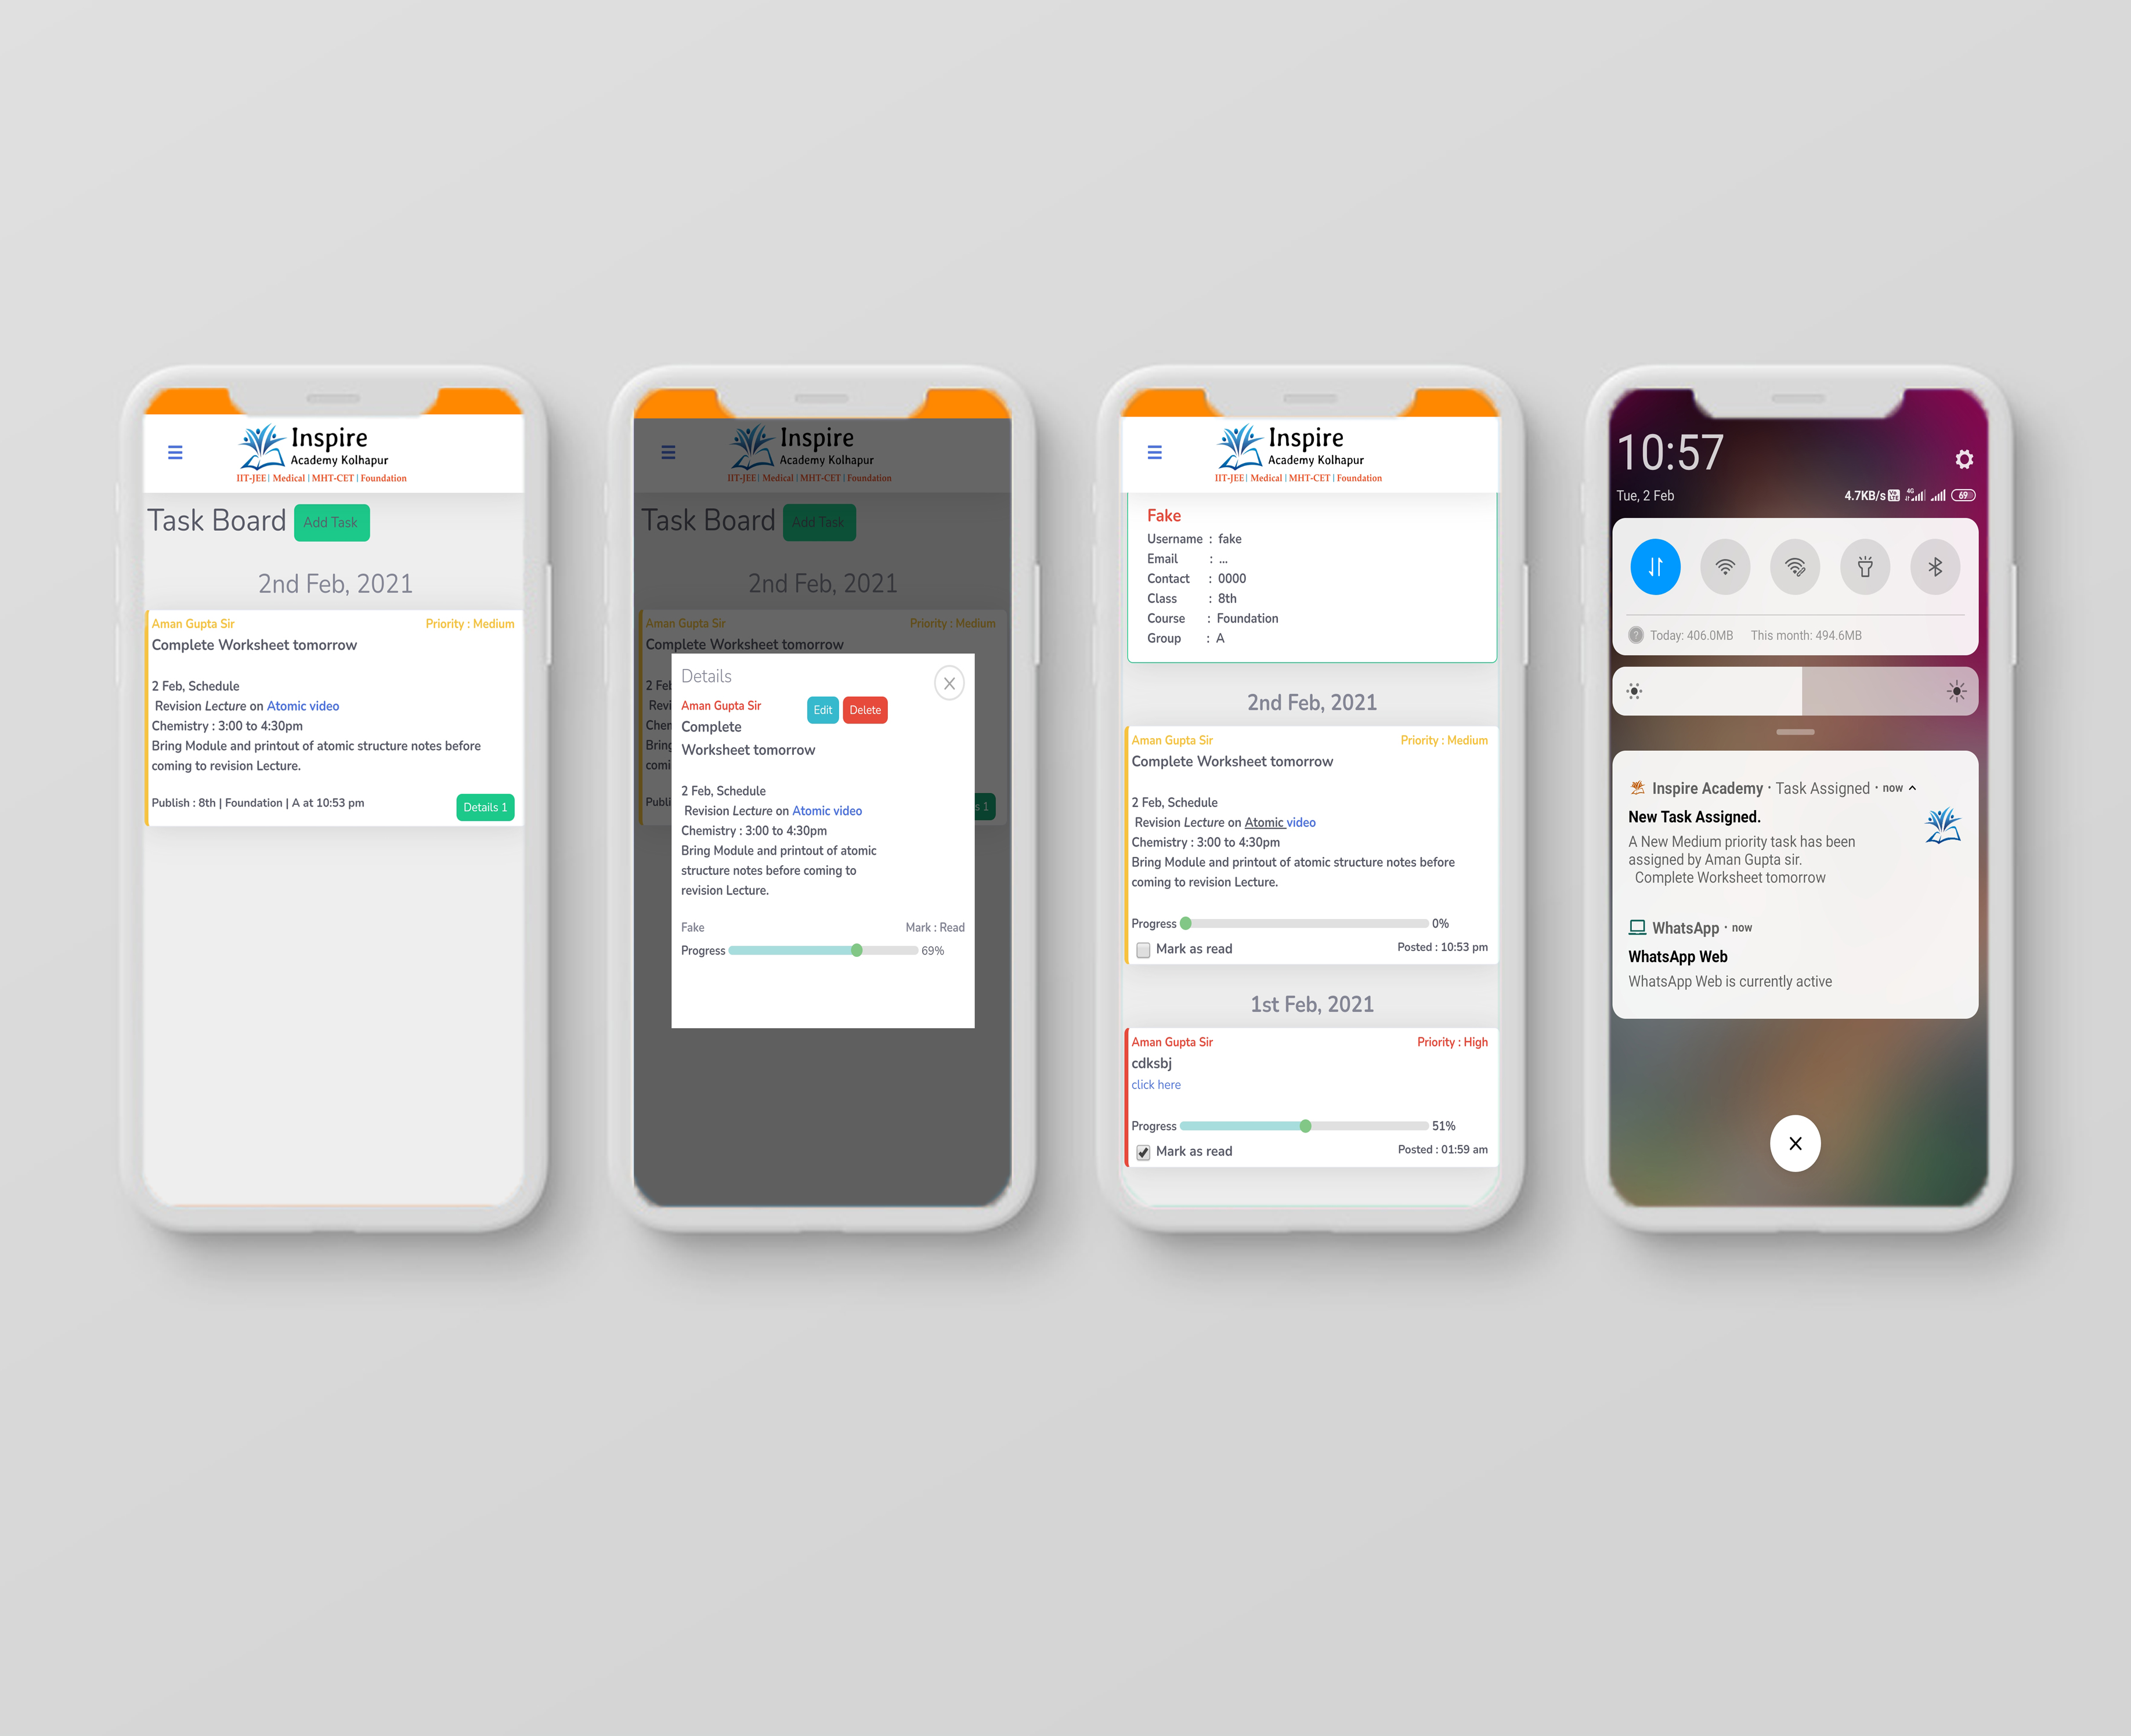 Inspire
Academy Kolhapur
IIT-JEE | Medical | MHT-CET | Foundation
Task Board Add Task
2nd Feb, 2021
Aman Gupta Sir Priority : Medium
Complete Worksheet tomorrow
2 Feb, Schedule
Revision Lecture on Atomic video
Chemistry : 3:00 to 4:30pm
Bring Module and printout of atomic structure notes before
coming to revision Lecture.
Publish : 8th | Foundation | A at 10:53 pm Details 1
Inspire
Academy Kolhapur
IIT-JEE | Medical | MHT-CET | Foundation
Task Board Add Task
2nd Feb, 2021
Aman Gupta Sir Priority : Medium
Complete Worksheet tomorrow
2 Feb
Revi
Chem
Bring
comi
Publi s 1
Details
Aman Gupta Sir Edit Delete
Complete
Worksheet tomorrow
2 Feb, Schedule
Revision Lecture on Atomic video
Chemistry : 3:00 to 4:30pm
Bring Module and printout of atomic
structure notes before coming to
revision Lecture.
Fake Mark : Read
Progress 69%
Inspire
Academy Kolhapur
IIT-JEE | Medical | MHT-CET | Foundation
Fake
Username : fake
Email : ...
Contact : 0000
Class : 8th
Course : Foundation
Group : A
2nd Feb, 2021
Aman Gupta Sir Priority : Medium
Complete Worksheet tomorrow
2 Feb, Schedule
Revision Lecture on Atomic video
Chemistry : 3:00 to 4:30pm
Bring Module and printout of atomic structure notes before
coming to revision Lecture.
Progress 0%
Mark as read Posted : 10:53 pm
1st Feb, 2021
Aman Gupta Sir Priority : High
cdksbj
click here
Progress 51%
Mark as read Posted : 01:59 am
10:57
Tue, 2 Feb 4.7KB/s 4G 69
Today: 406.0MB This month: 494.6MB
Inspire Academy · Task Assigned · now
New Task Assigned.
A New Medium priority task has been
assigned by Aman Gupta sir.
Complete Worksheet tomorrow
WhatsApp · now
WhatsApp Web
WhatsApp Web is currently active